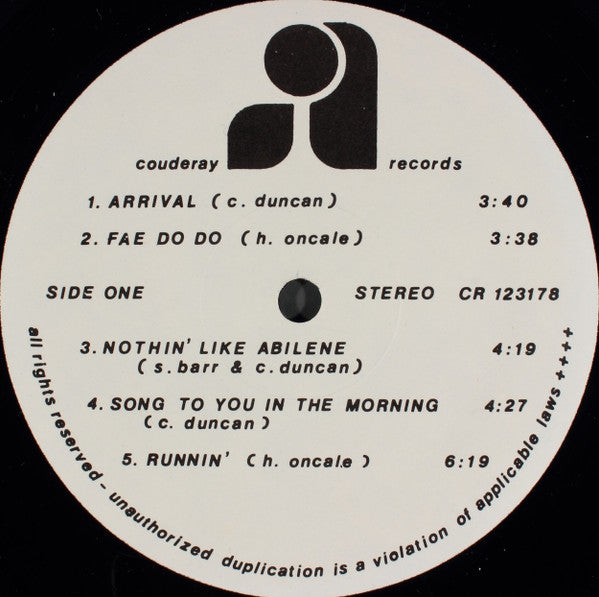 couderay records
1. ARRIVAL (c. duncan) 3:40
2. FAE DO DO (h. oncale) 3:38
SIDE ONE STEREO CR 123178
3. NOTHIN' LIKE ABILENE 4:19
(s. barr & c. duncan)
4. SONG TO YOU IN THE MORNING 4:27
(c. duncan)
5. RUNNIN' (h. oncale) 6:19
all rights reserved - unauthorized duplication is a violation of applicable laws ++++